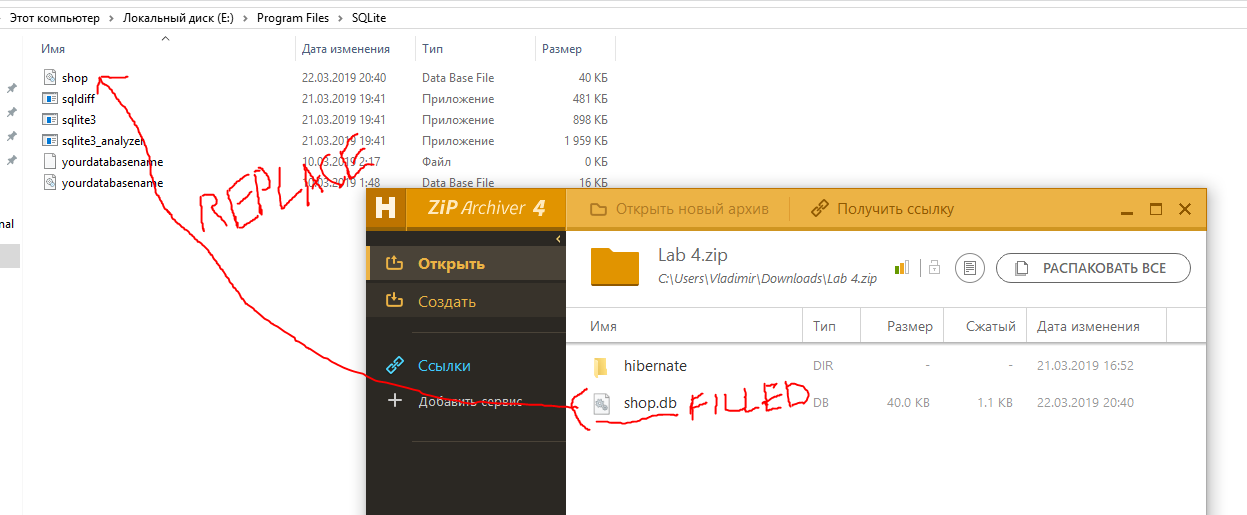 Этот компьютер > Локальный диск (E:) > Program Files > SQLite
Имя Дата изменения Тип Размер
shop 22.03.2019 20:40 Data Base File 40 КБ
sqldiff 21.03.2019 19:41 Приложение 481 КБ
sqlite3 21.03.2019 19:41 Приложение 898 КБ
sqlite3_analyzer 21.03.2019 19:41 Приложение 1 959 КБ
yourdatabasename 10.03.2019 2:17 Файл 0 КБ
yourdatabasename 10.03.2019 1:48 Data Base File 16 КБ
nal
REPLACE
H ZiP Archiver 4 Открыть новый архив Получить ссылку
Открыть
Создать
Ссылки
Добавить сервис
Lab 4.zip
C:\Users\Vladimir\Downloads\Lab 4.zip
РАСПАКОВАТЬ ВСЕ
Имя Тип Размер Сжатый Дата изменения
hibernate DIR - - 21.03.2019 16:52
shop.db DB 40.0 KB 1.1 KB 22.03.2019 20:40
FILLED